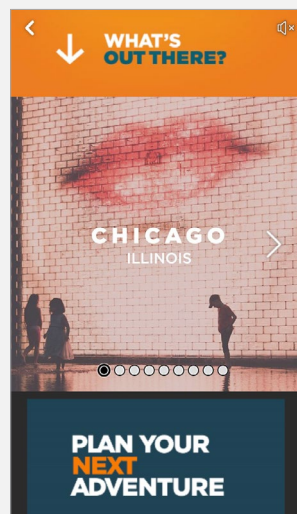 WHAT'S
OUT THERE?
CHICAGO
ILLINOIS
PLAN YOUR
NEXT
ADVENTURE